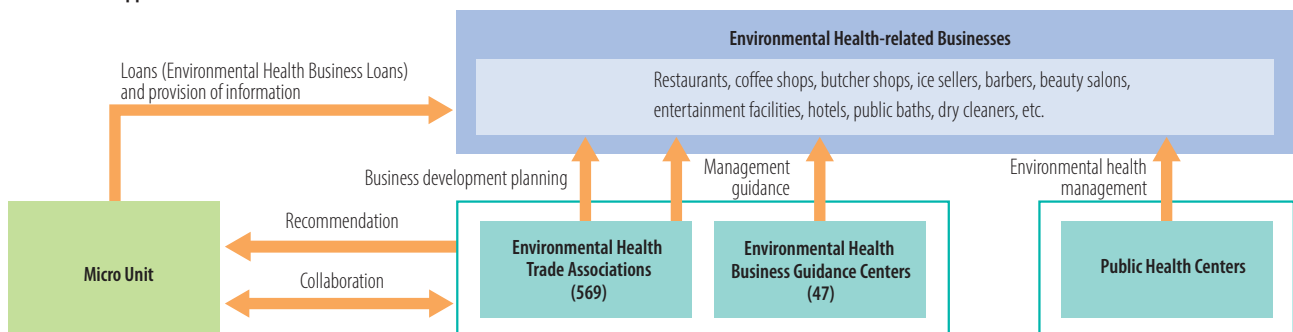 Environmental Health-related Businesses
Restaurants, coffee shops, butcher shops, ice sellers, barbers, beauty salons,
entertainment facilities, hotels, public baths, dry cleaners, etc.
Loans (Environmental Health Business Loans)
and provision of information
Business development planning
Management
guidance
Environmental health
management
Recommendation
Collaboration
Micro Unit
Environmental Health
Trade Associations
(569)
Environmental Health
Business Guidance Centers
(47)
Public Health Centers